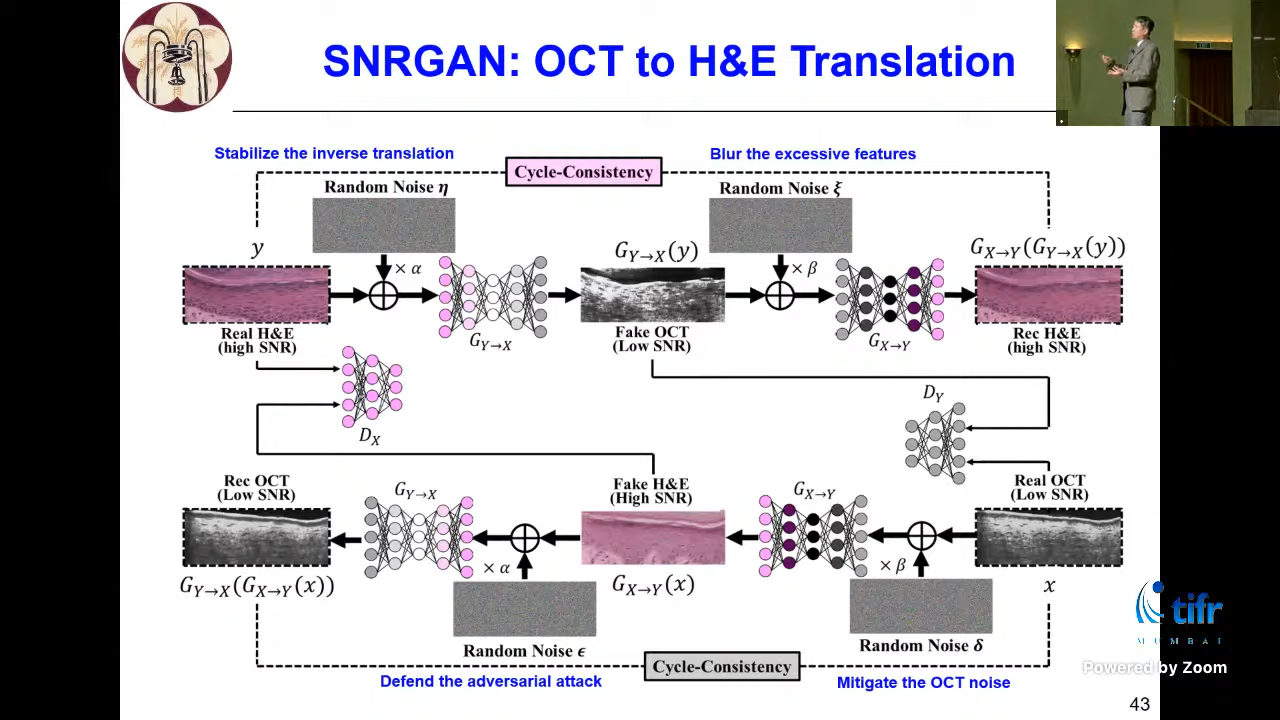 SNRGAN: OCT to H&E Translation
Stabilize the inverse translation
Cycle-Consistency
Blur the excessive features
Random Noise η
Random Noise ξ
y
× α
G_{Y→X}(y)
× β
G_{X→Y}(G_{Y→X}(y))
Real H&E
(high SNR)
G_{Y→X}
Fake OCT
(Low SNR)
G_{X→Y}
Rec H&E
(high SNR)
D_X
D_Y
Rec OCT
(Low SNR)
G_{Y→X}
Fake H&E
(High SNR)
G_{X→Y}
Real OCT
(Low SNR)
G_{Y→X}(G_{X→Y}(x))
× α
G_{X→Y}(x)
× β
x
Random Noise ϵ
Random Noise δ
Cycle-Consistency
Defend the adversarial attack
Mitigate the OCT noise
tifr
MUMBAI
Powered by Zoom
43